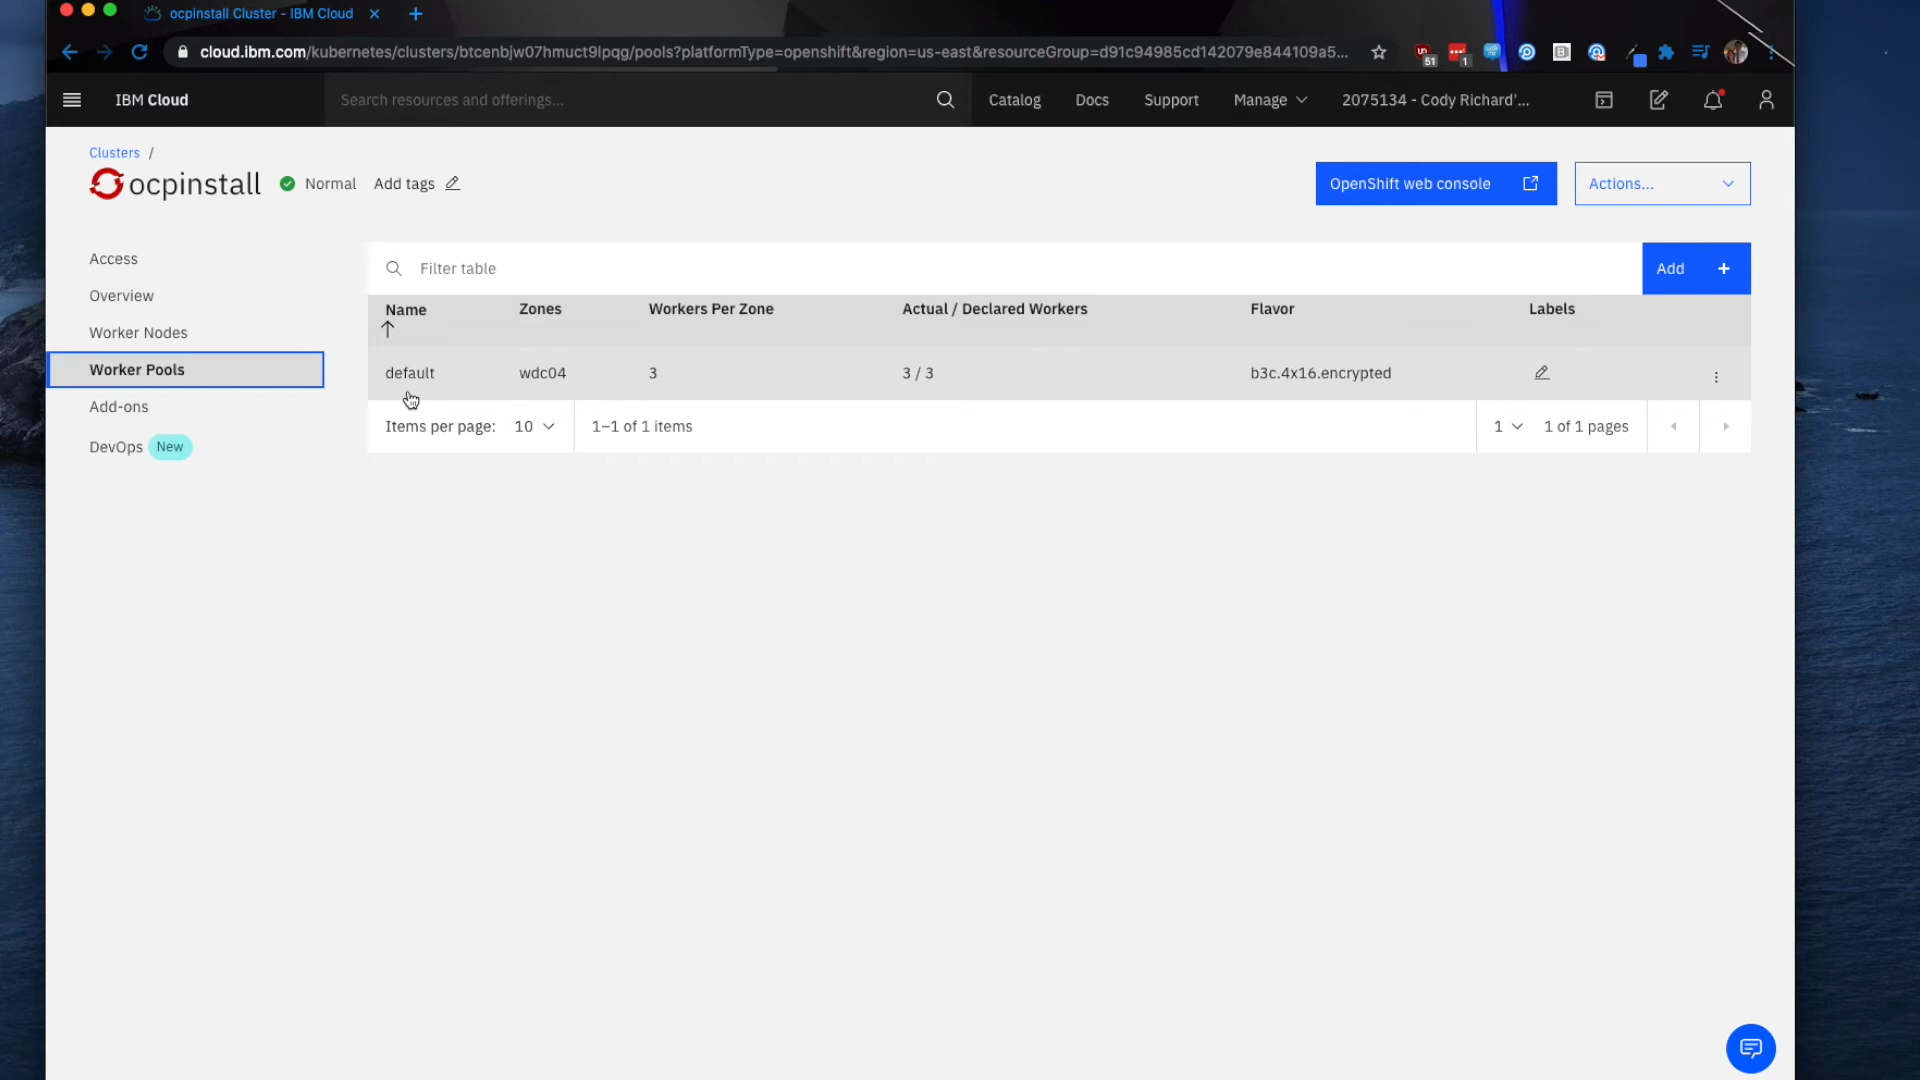 ocpinstall Cluster - IBM Cloud
cloud.ibm.com/kubernetes/clusters/btcenbjw07hmuct9lpqg/pools?platformType=openshift&region=us-east&resourceGroup=d91c94985cd142079e844109a5...
51
1
IBM Cloud
Search resources and offerings...
Catalog
Docs
Support
Manage
2075134 - Cody Richard'...
Clusters /
ocpinstall
Normal
Add tags
OpenShift web console
Actions...
Access
Overview
Worker Nodes
Worker Pools
Add-ons
DevOps New
Filter table
Add +
Name Zones Workers Per Zone Actual / Declared Workers Flavor Labels
default wdc04 3 3 / 3 b3c.4x16.encrypted
Items per page: 10 1–1 of 1 items 1 1 of 1 pages